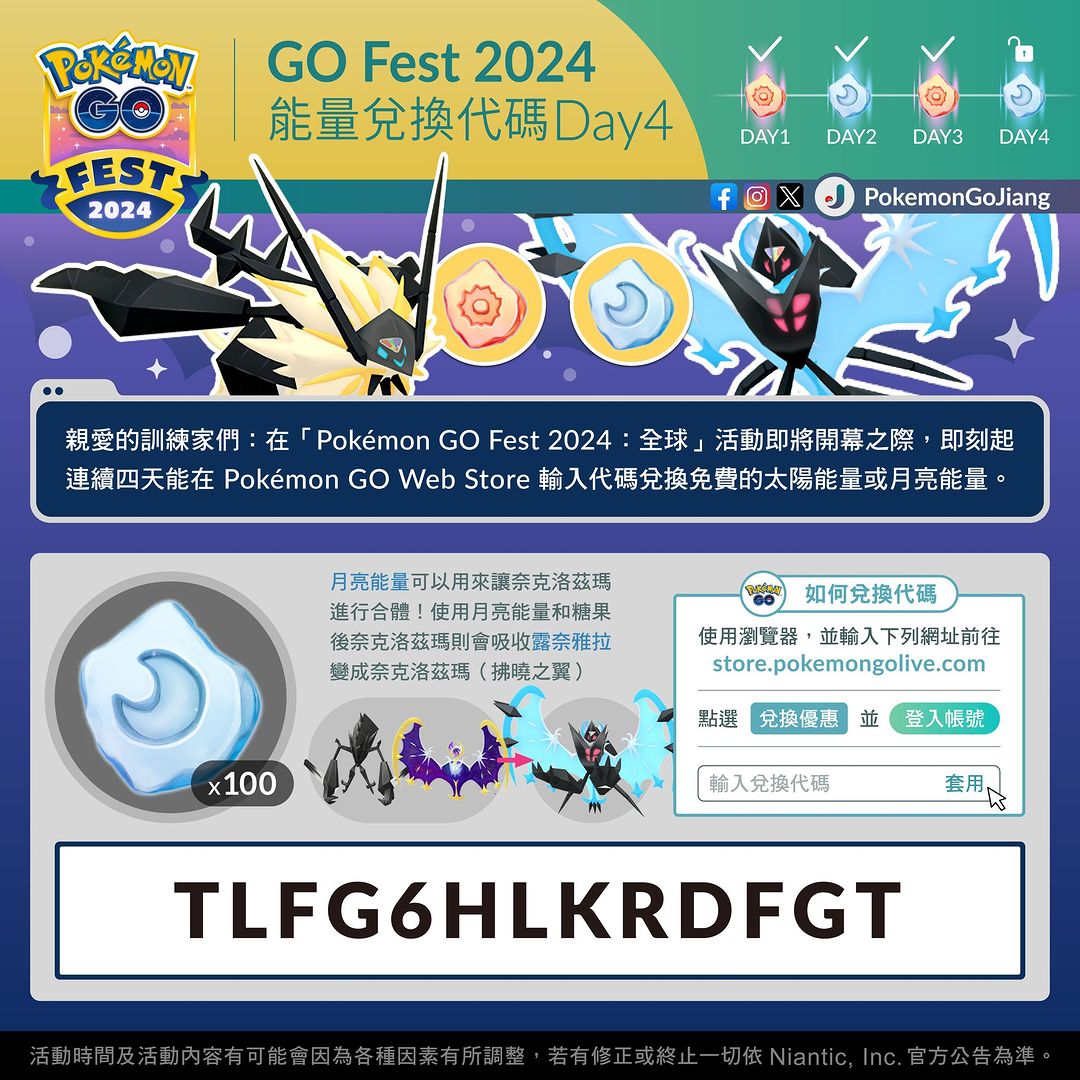 POKéMON
GO
FEST
2024
GO Fest 2024
能量兌換代碼Day4
DAY1
DAY2
DAY3
DAY4
PokemonGoJiang
親愛的訓練家們：在「Pokémon GO Fest 2024：全球」活動即將開幕之際，即刻起
連續四天能在 Pokémon GO Web Store 輸入代碼兌換免費的太陽能量或月亮能量。
月亮能量可以用來讓奈克洛茲瑪
進行合體！使用月亮能量和糖果
後奈克洛茲瑪則會吸收露奈雅拉
變成奈克洛茲瑪（拂曉之翼）
x100
POKéMON
GO
如何兌換代碼
使用瀏覽器，並輸入下列網址前往
store.pokemongolive.com
點選 兌換優惠 並 登入帳號
輸入兌換代碼 套用
TLFG6HLKRDFGT
活動時間及活動內容有可能會因為各種因素有所調整，若有修正或終止一切依 Niantic, Inc. 官方公告為準。